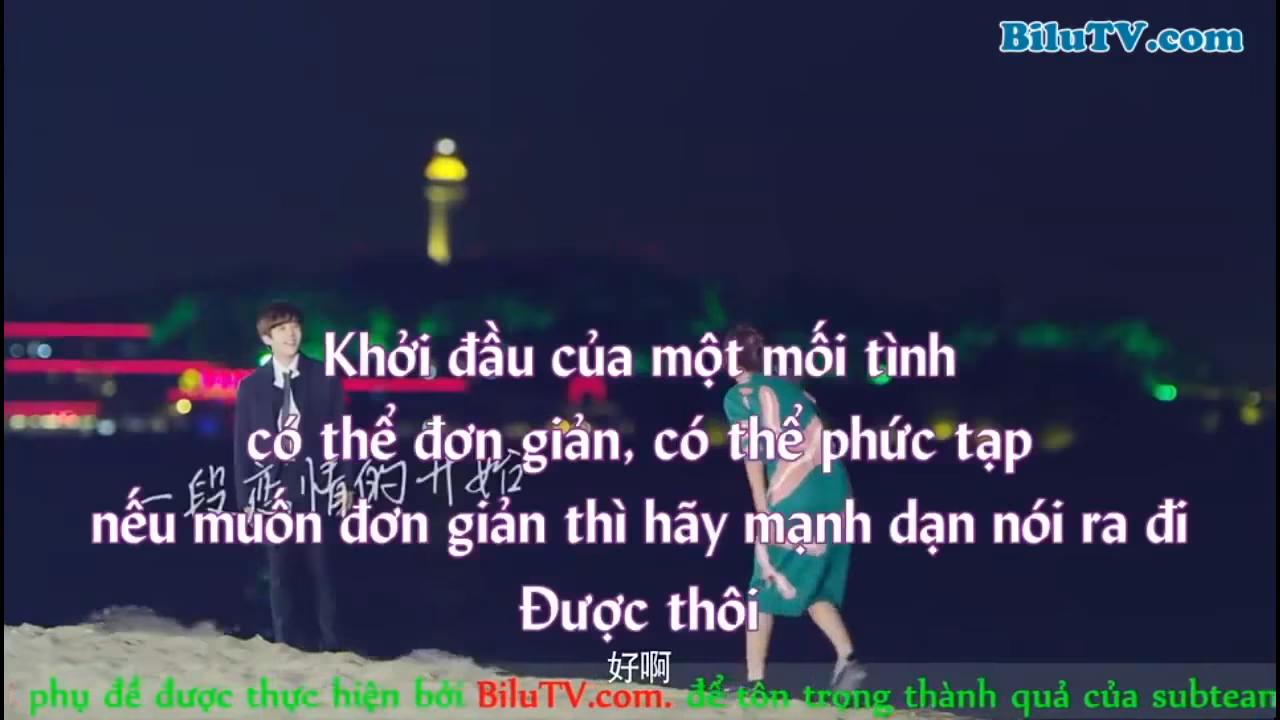 BiluTV.com
Khởi đầu của một mối tình
có thể đơn giản, có thể phức tạp
一段恋情的开始
nếu muốn đơn giản thì hãy mạnh dạn nói ra đi
Được thôi
好啊
phụ đề được thực hiện bởi BiluTV.com. để tôn trọng thành quả của subtean